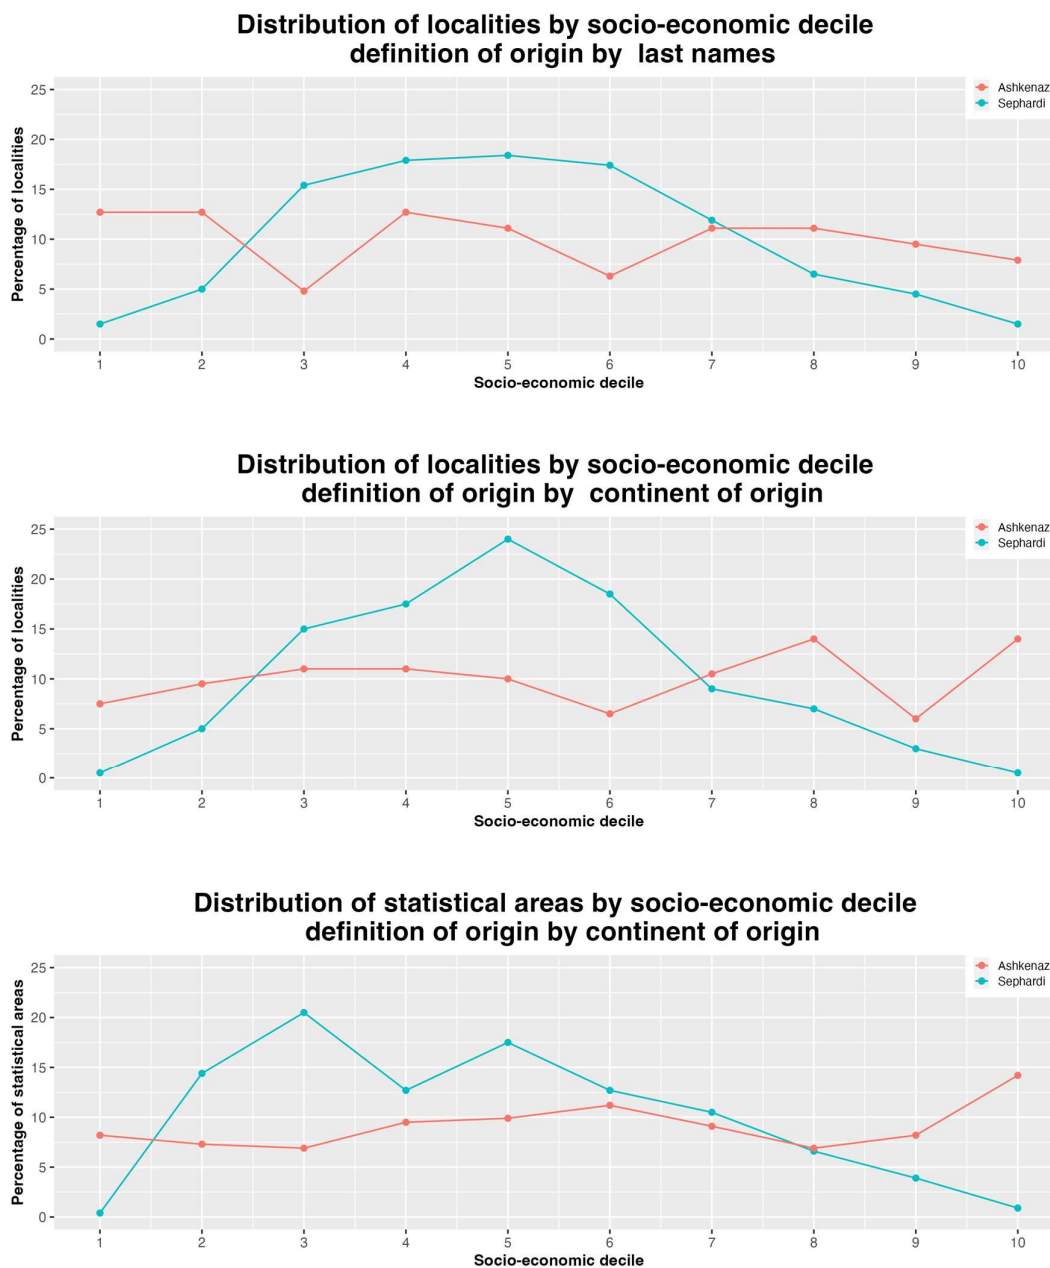 Distribution of localities by socio-economic decile
definition of origin by last names
25
20
15
10
5
0
Percentage of localities
Ashkenaz
Sephardi
1 2 3 4 5 6 7 8 9 10
Socio-economic decile
Distribution of localities by socio-economic decile
definition of origin by continent of origin
25
20
15
10
5
0
Percentage of localities
Ashkenaz
Sephardi
1 2 3 4 5 6 7 8 9 10
Socio-economic decile
Distribution of statistical areas by socio-economic decile
definition of origin by continent of origin
25
20
15
10
5
0
Percentage of statistical areas
Ashkenaz
Sephardi
1 2 3 4 5 6 7 8 9 10
Socio-economic decile